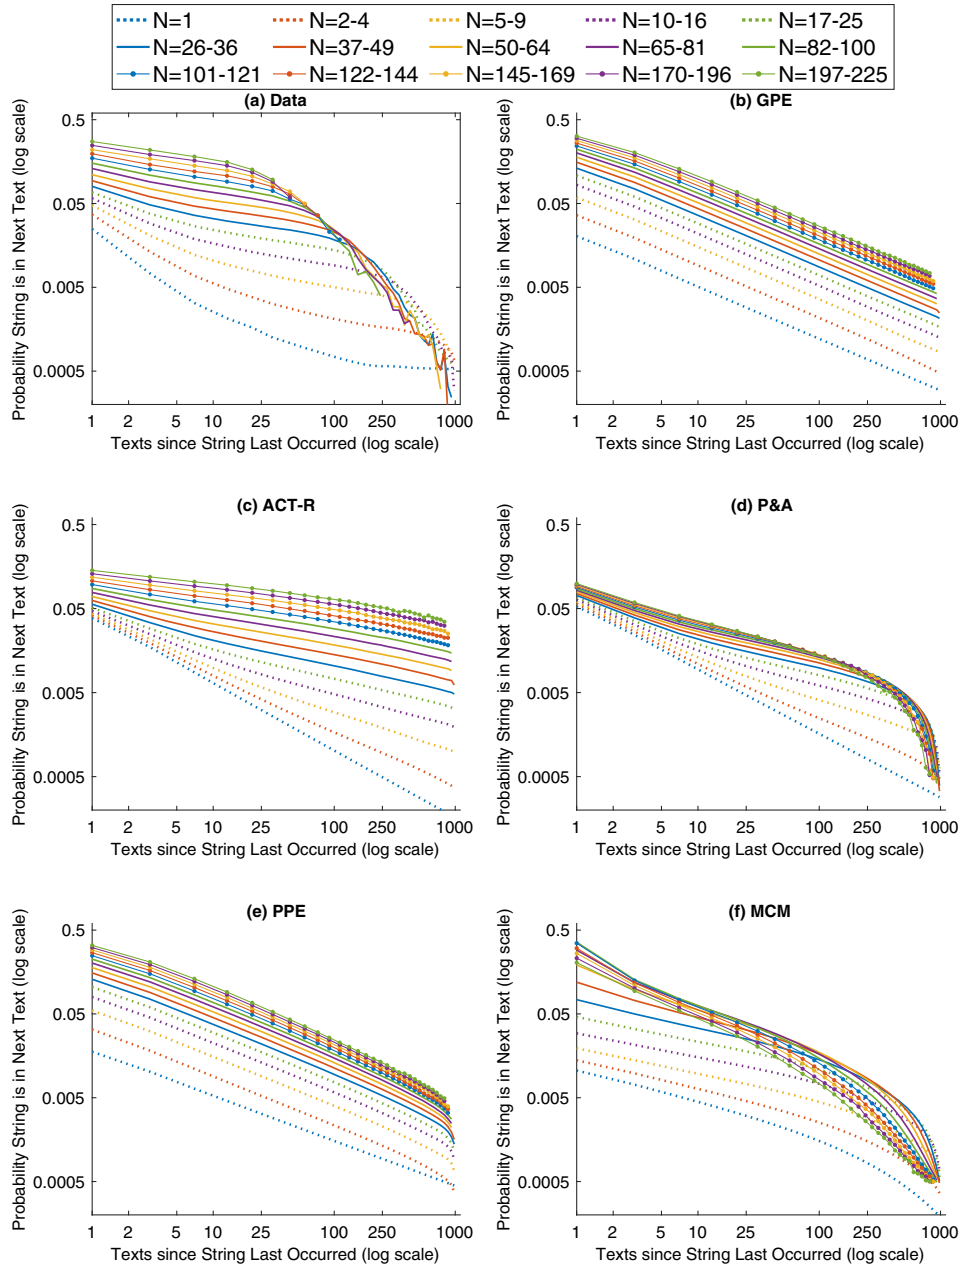 N=1 N=2-4 N=5-9 N=10-16 N=17-25
N=26-36 N=37-49 N=50-64 N=65-81 N=82-100
N=101-121 N=122-144 N=145-169 N=170-196 N=197-225
(a) Data
Probability String is in Next Text (log scale)
0.5
0.05
0.005
0.0005
1 2 5 10 25 100 250 1000
Texts since String Last Occurred (log scale)
(b) GPE
Probability String is in Next Text (log scale)
0.5
0.05
0.005
0.0005
1 2 5 10 25 100 250 1000
Texts since String Last Occurred (log scale)
(c) ACT-R
Probability String is in Next Text (log scale)
0.5
0.05
0.005
0.0005
1 2 5 10 25 100 250 1000
Texts since String Last Occurred (log scale)
(d) P&A
Probability String is in Next Text (log scale)
0.5
0.05
0.005
0.0005
1 2 5 10 25 100 250 1000
Texts since String Last Occurred (log scale)
(e) PPE
Probability String is in Next Text (log scale)
0.5
0.05
0.005
0.0005
1 2 5 10 25 100 250 1000
Texts since String Last Occurred (log scale)
(f) MCM
Probability String is in Next Text (log scale)
0.5
0.05
0.005
0.0005
1 2 5 10 25 100 250 1000
Texts since String Last Occurred (log scale)